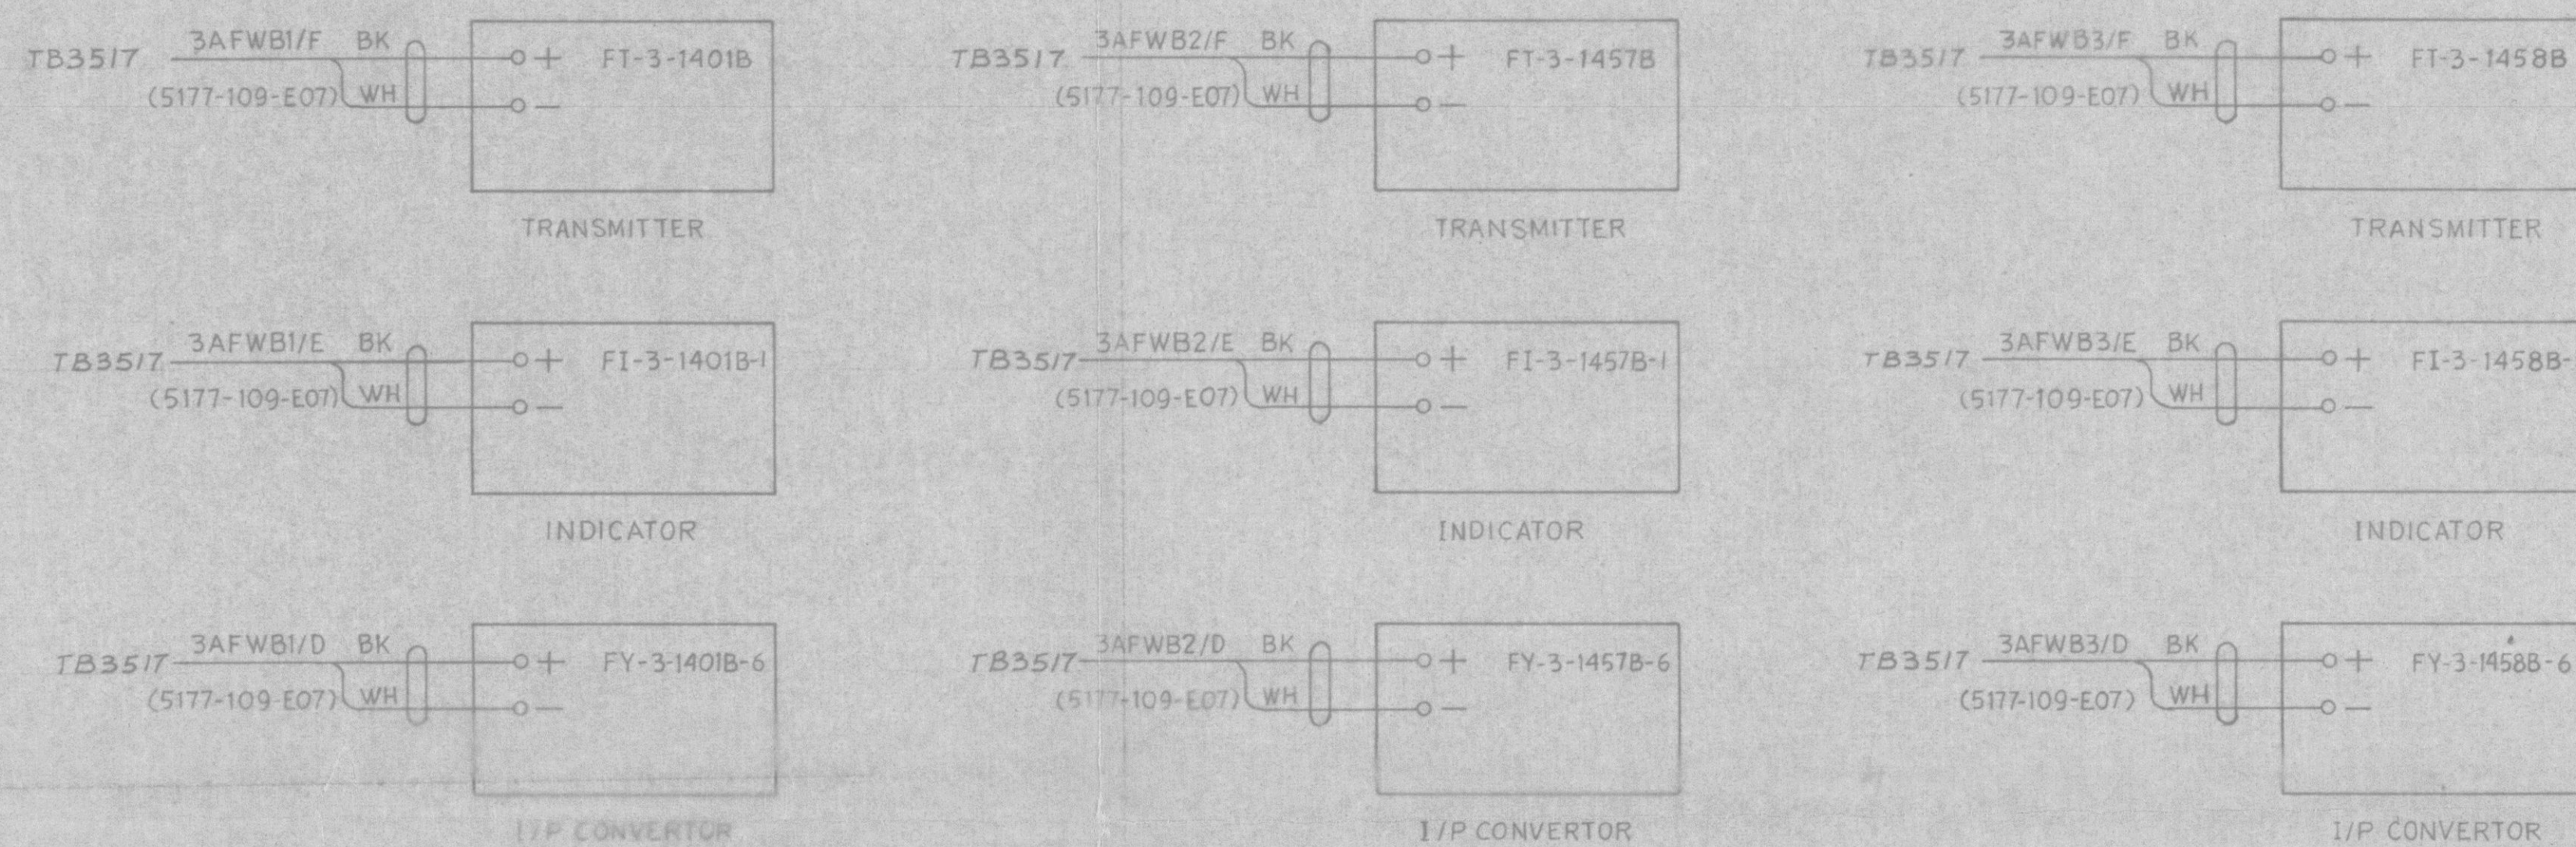 3AFWB1/F BK
TB3517 + FT-3-1401B
(5177-109-E07) WH
—
TRANSMITTER
3AFWB2/F BK
TB3517 + FT-3-1457B
(5177-109-E07) WH
—
TRANSMITTER
3AFWB3/F BK
TB3517 + FT-3-1458B
(5177-109-E07) WH
—
TRANSMITTER
3AFWB1/E BK
TB3517 + FI-3-1401B-1
(5177-109-E07) WH
—
INDICATOR
3AFWB2/E BK
TB3517 + FI-3-1457B-1
(5177-109-E07) WH
—
INDICATOR
3AFWB3/E BK
TB3517 + FI-3-1458B-
(5177-109-E07) WH
—
INDICATOR
3AFWB1/D BK
TB3517 + FY-3-1401B-6
(5177-109-E07) WH
—
I/P CONVERTOR
3AFWB2/D BK
TB3517 + FY-3-1457B-6
(5177-109-E07) WH
—
I/P CONVERTOR
3AFWB3/D BK
TB3517 + FY-3-1458B-6
(5177-109-E07) WH
—
I/P CONVERTOR